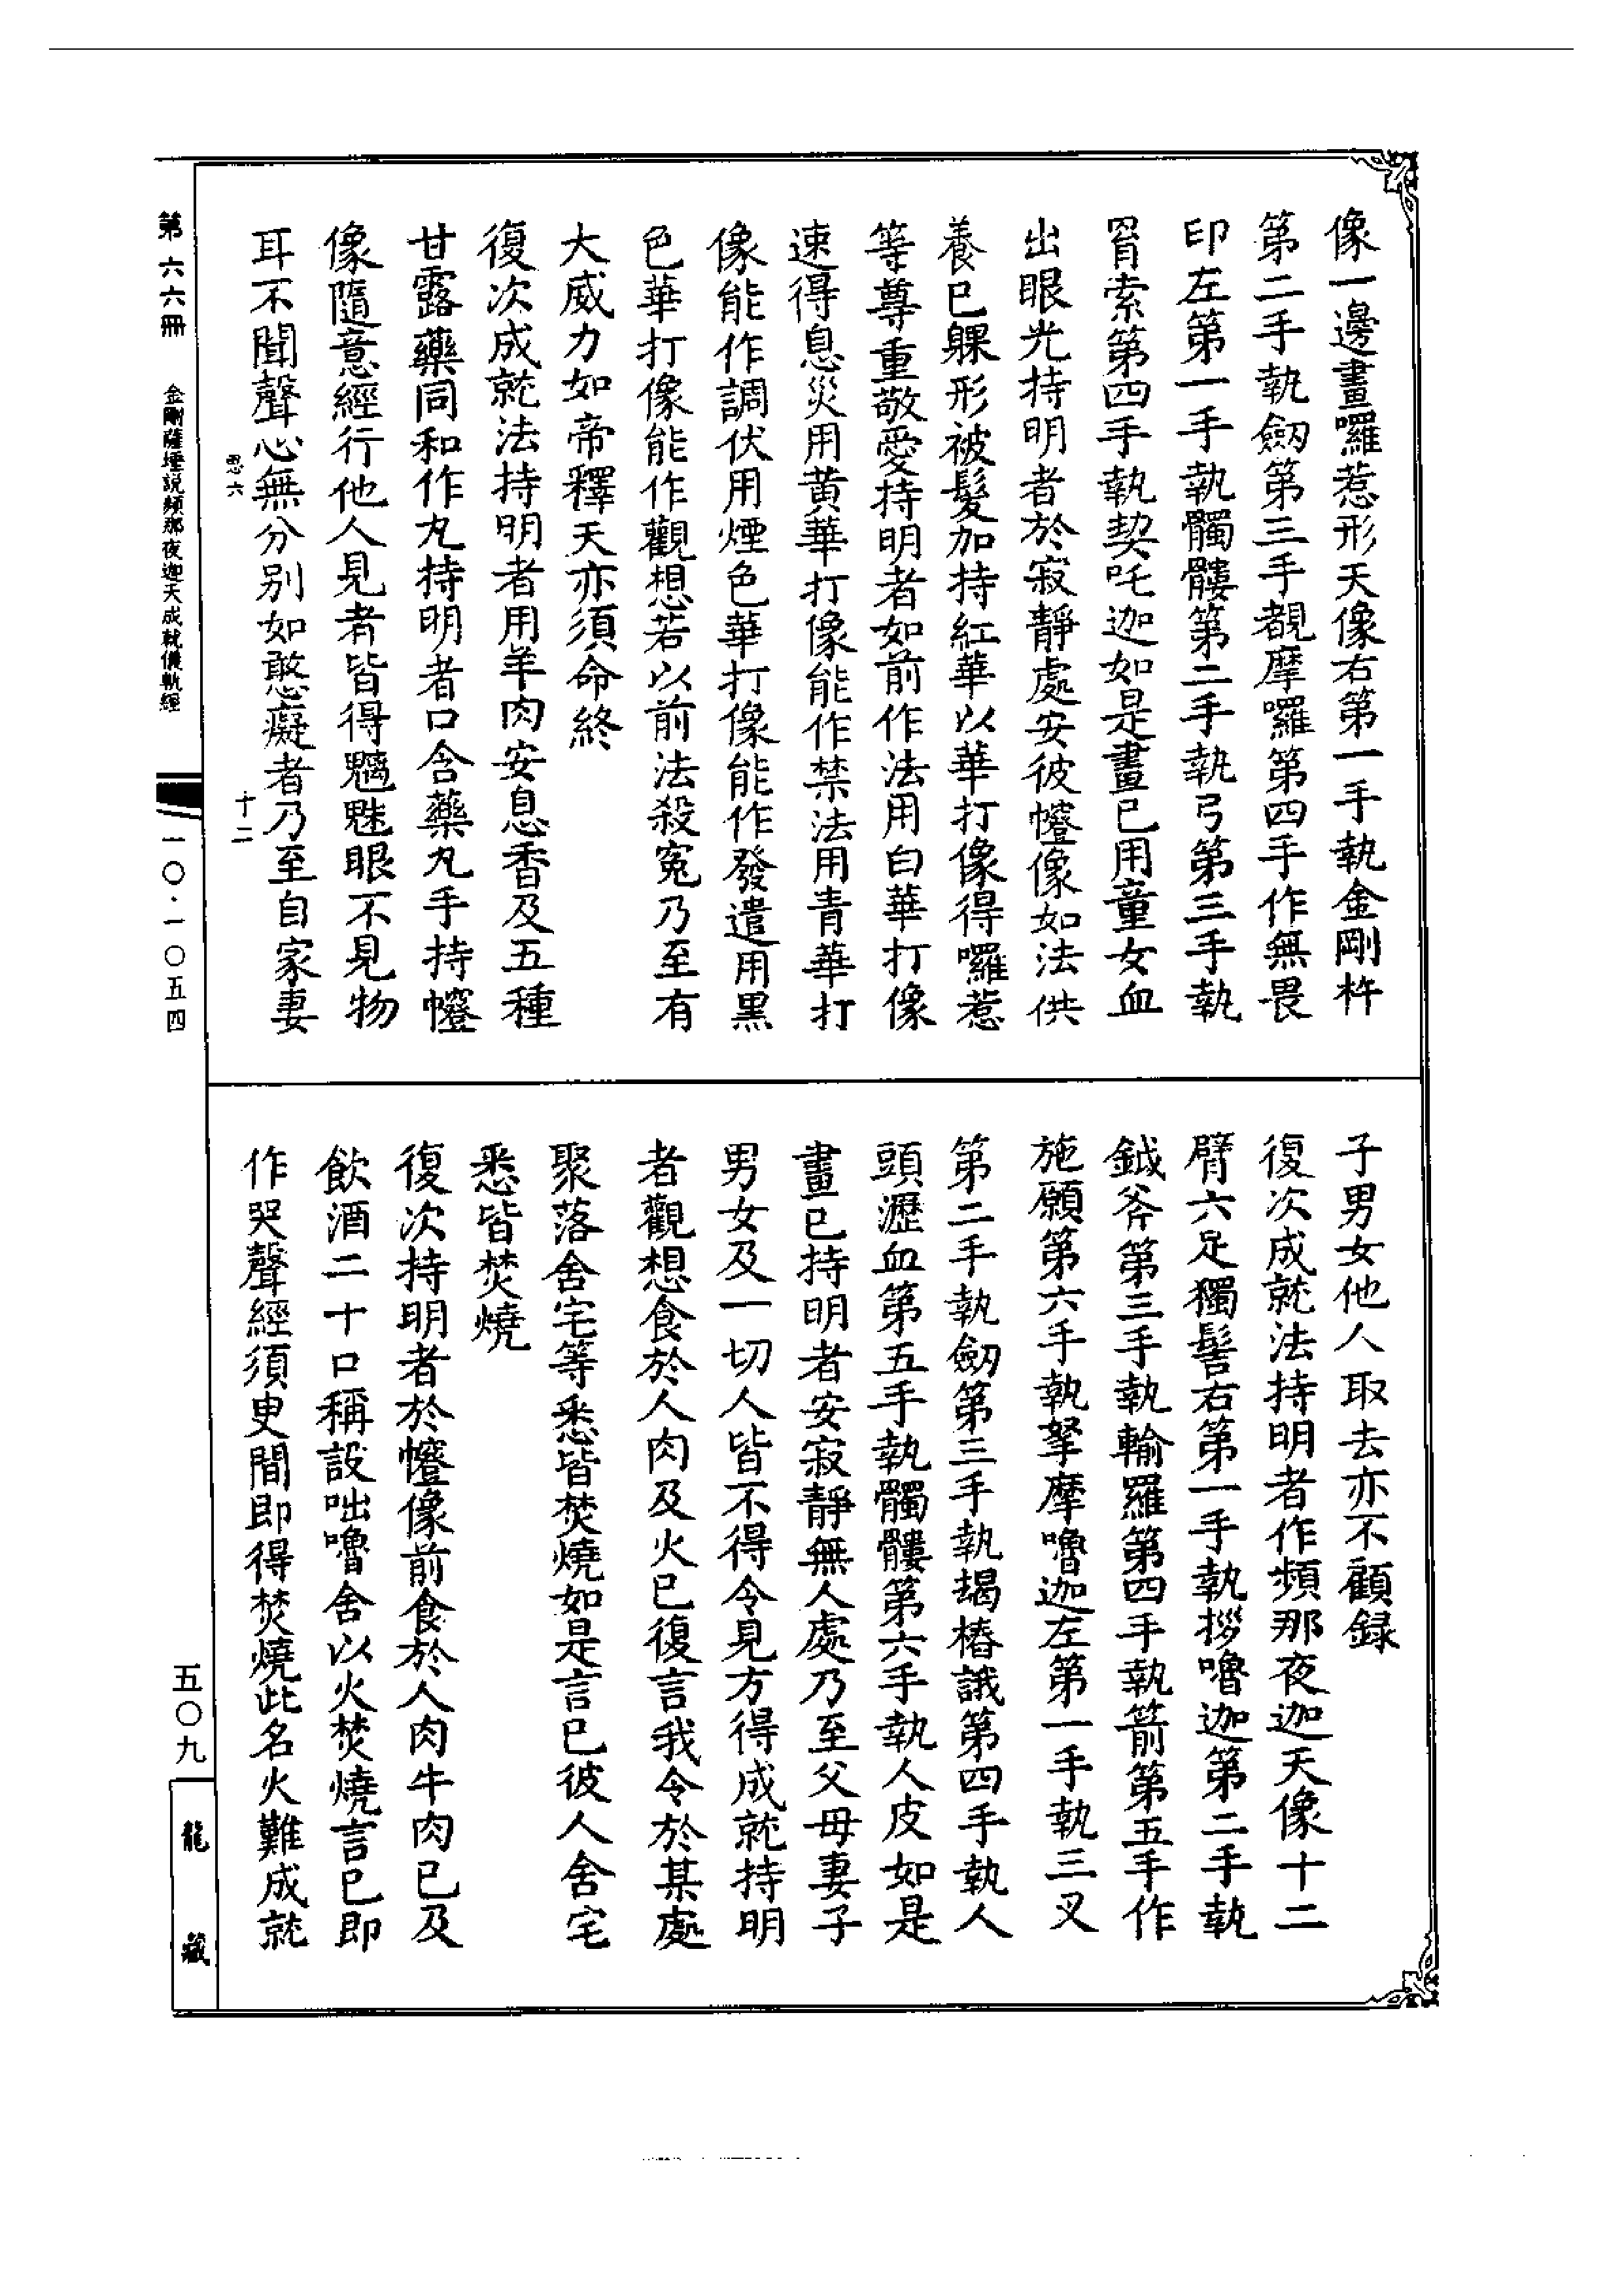 像一邊畫囉惹形天像右第一手執金剛杵
第二手執劒第三手覩摩囉第四手作無畏
印左第一手執髑髏第二手執弓第三手執
罥索第四手執契吒迦如是畫已用童女血
出眼光持明者於寂靜處安彼㡧像如法供
養已躶形被髮加持紅華以華打像得囉惹
等尊重敬愛持明者如前作法用白華打像
速得息災用黃華打像能作禁法用青華打
像能作調伏用煙色華打像能作發遣用黑
色華打像能作觀想若以前法殺寃乃至有
大威力如帝釋天亦須命終
復次成就法持明者用羊肉安息香及五種
甘露藥同和作丸持明者口含藥丸手持㡧
像隨意經行他人見者皆得魑魅眼不見物
耳不聞聲心無分别如憨癡者乃至自家妻
思六
十二
子男女他人取去亦不顧録
復次成就法持明者作頻那夜迦天像十二
臂六足獨髻右第一手執拶嚕迦第二手執
鉞斧第三手執輸羅第四手執箭第五手作
施願第六手執拏摩嚕迦左第一手執三叉
第二手執劒第三手執朅樁誐第四手執人
頭瀝血第五手執髑髏第六手執人皮如是
畫已持明者安寂靜無人處乃至父母妻子
男女及一切人皆不得令見方得成就持明
者觀想食於人肉及火已復言我令於某處
聚落舍宅等悉皆焚燒如是言已彼人舍宅
悉皆焚燒
復次持明者於㡧像前食於人肉牛肉已及
飲酒二十口稱設咄嚕舍以火焚燒言已即
作哭聲經須臾間即得焚燒此名火難成就
第六六冊
金剛薩埵説頻那夜迦天成就儀軌經
一〇·一〇五四
五〇九
龍藏